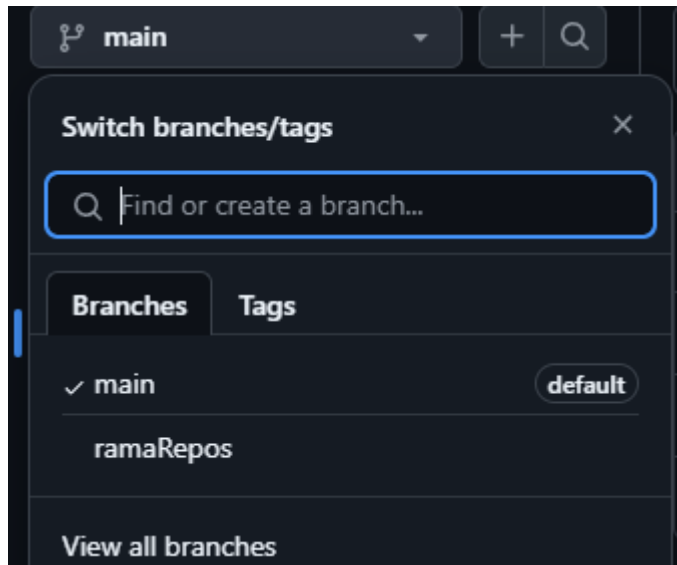 main
Switch branches/tags
Find or create a branch...
Branches Tags
main default
ramaRepos
View all branches